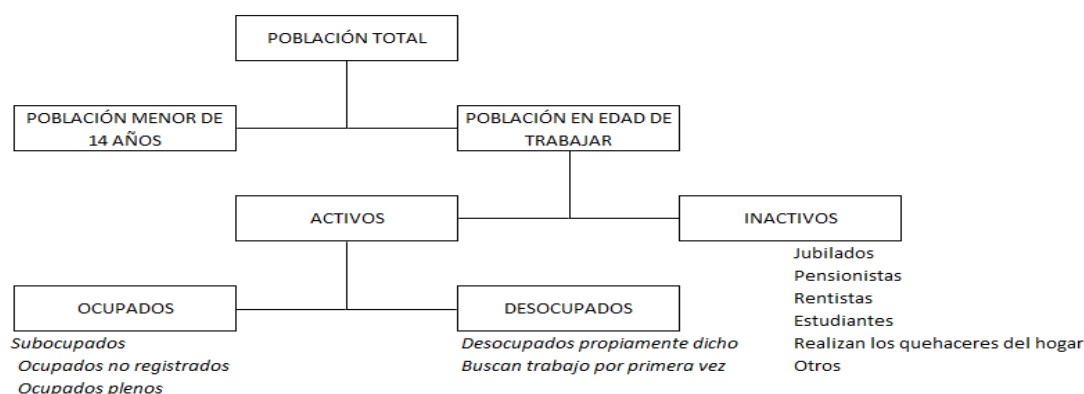 POBLACIÓN TOTAL
POBLACIÓN MENOR DE
14 AÑOS
POBLACIÓN EN EDAD DE
TRABAJAR
ACTIVOS
INACTIVOS
Jubilados
Pensionistas
Rentistas
Estudiantes
Realizan los quehaceres del hogar
Otros
OCUPADOS
Subocupados
Ocupados no registrados
Ocupados plenos
DESOCUPADOS
Desocupados propiamente dicho
Buscan trabajo por primera vez